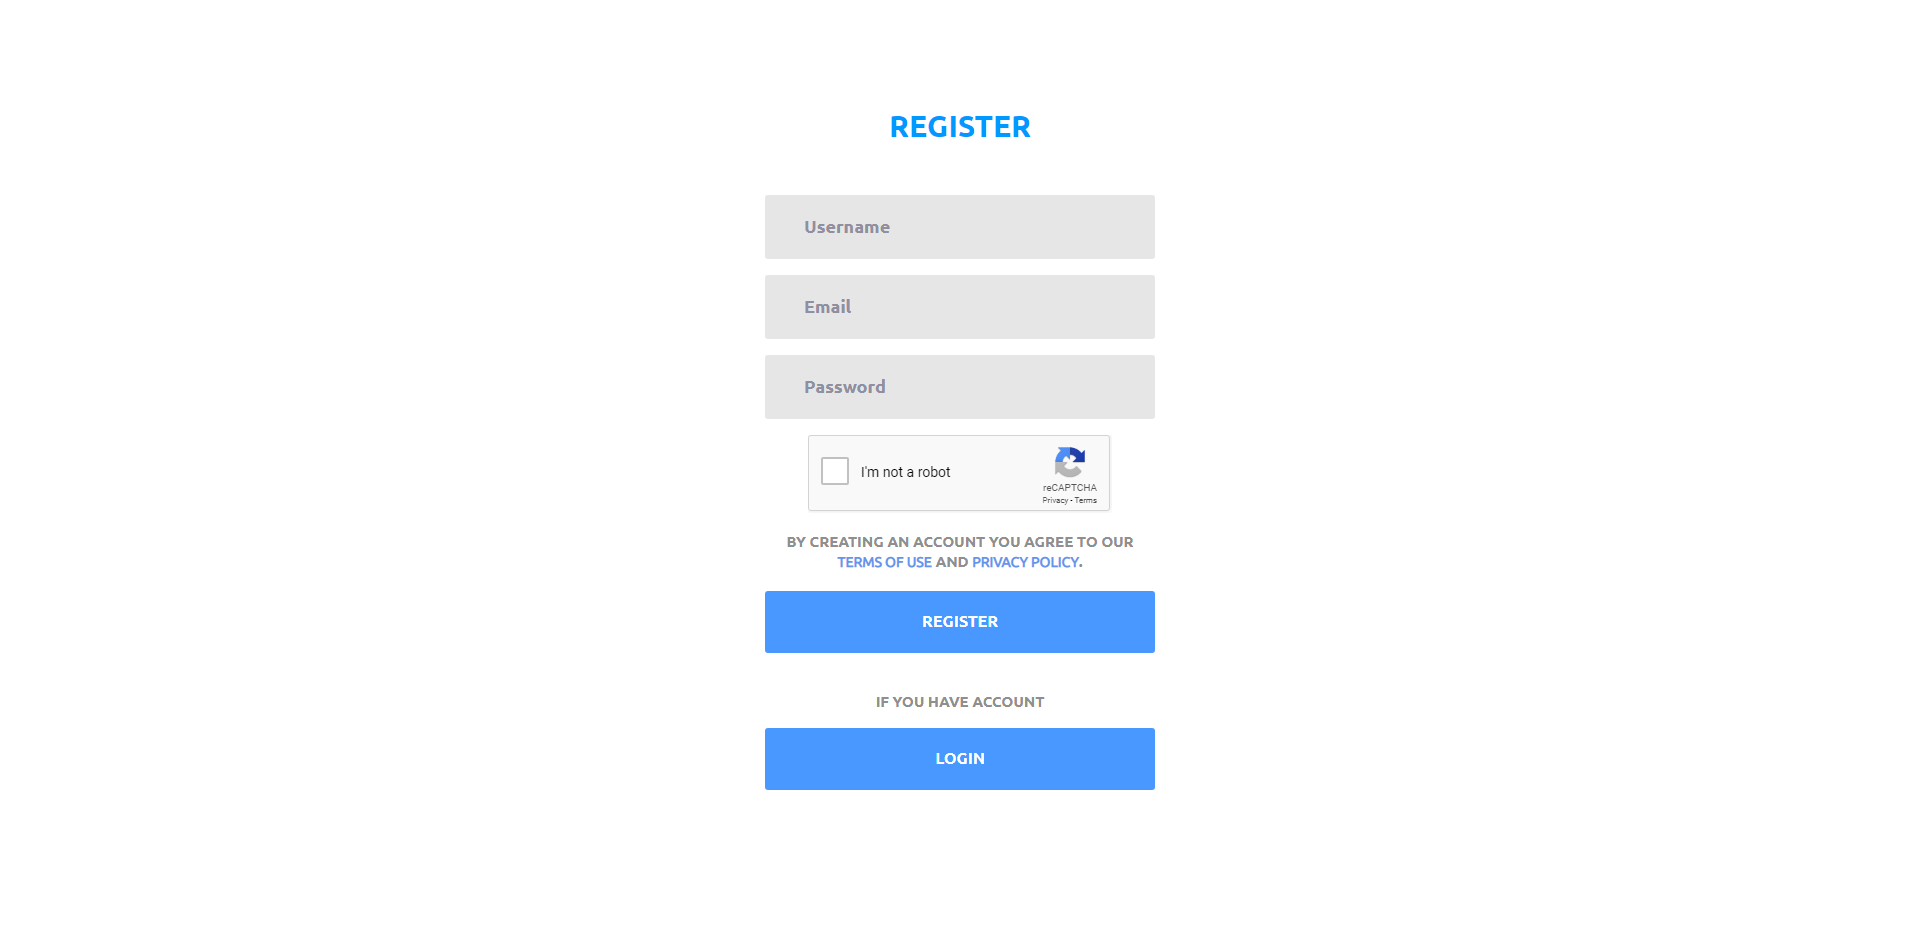 REGISTER
Username
Email
Password
I'm not a robot
reCAPTCHA
Privacy - Terms
BY CREATING AN ACCOUNT YOU AGREE TO OUR
TERMS OF USE AND PRIVACY POLICY.
REGISTER
IF YOU HAVE ACCOUNT
LOGIN